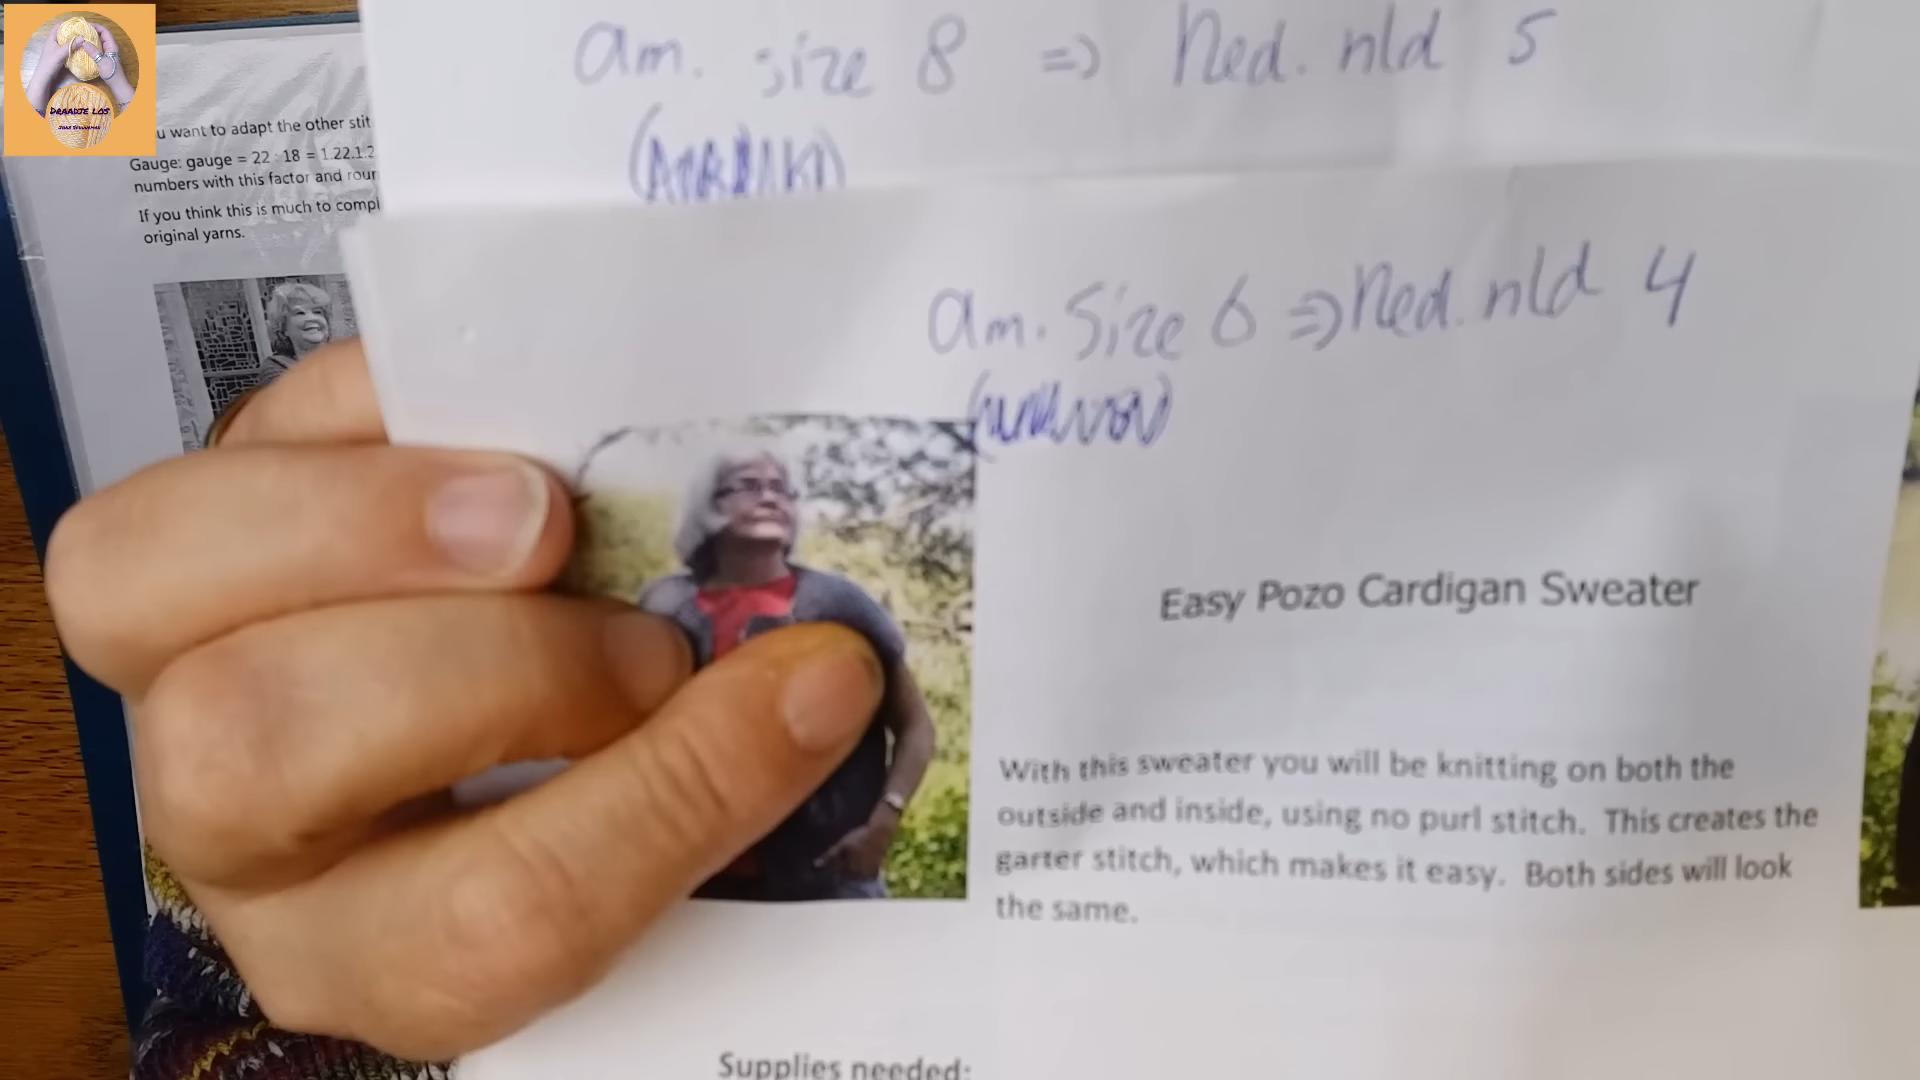 DRAADJE LOS
u want to adapt the other stit
Gauge: gauge = 22 : 18 = 1.22.1.2
numbers with this factor and rour
If you think this is much to compl
original yarns.
am. size 8 => Ned. nld 5
am. Size 6 => Ned. nld 4
Easy Pozo Cardigan Sweater
With this sweater you will be knitting on both the
outside and inside, using no purl stitch. This creates the
garter stitch, which makes it easy. Both sides will look
the same.
Supplies needed: